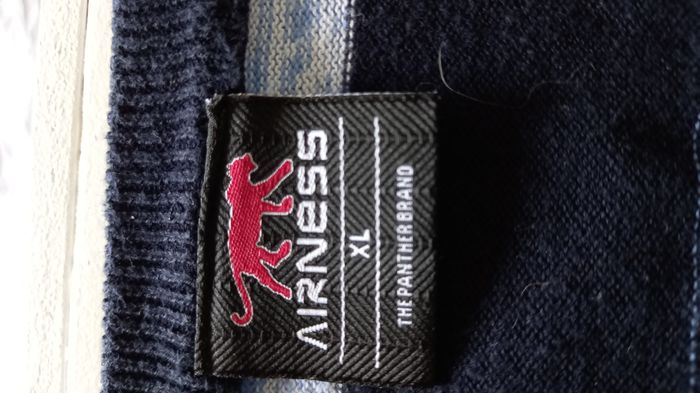 AIRNESS
XL
THE PANTHER BRAND